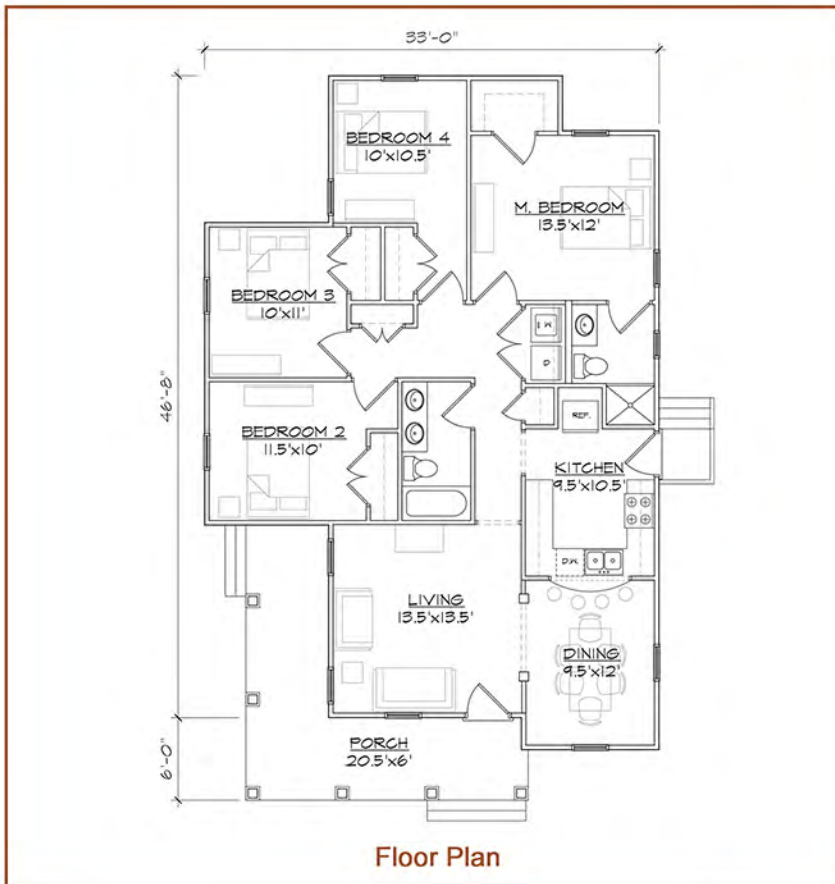 33'-0"
BEDROOM 4
10'x10.5'
M. BEDROOM
13.5'x12'
BEDROOM 3
10'x11'
W
D
46'-8"
REF.
BEDROOM 2
11.5'x10'
KITCHEN
9.5'x10.5'
D.W.
LIVING
13.5'x13.5'
DINING
9.5'x12'
PORCH
20.5'x6'
6'-0"
Floor Plan